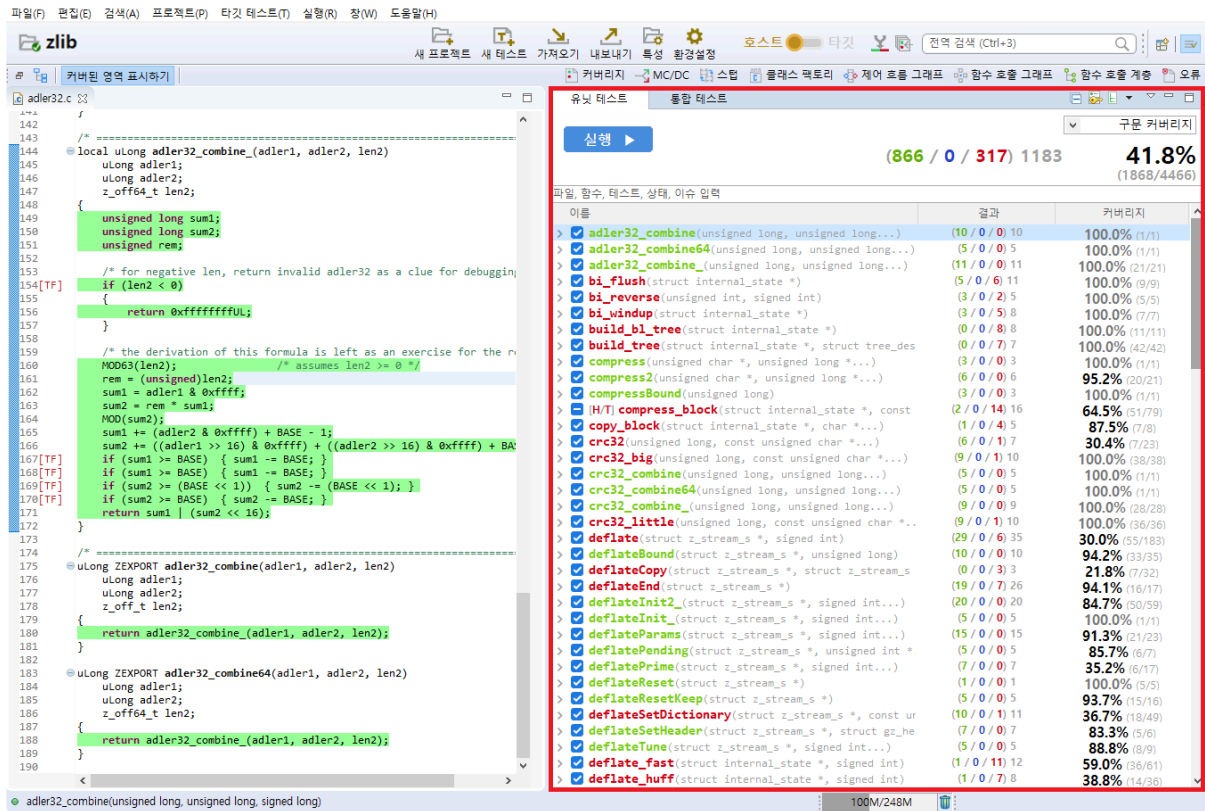 파일(F) 편집(E) 검색(A) 프로젝트(P) 타깃 테스트(T) 실행(R) 창(W) 도움말(H)
zlib
새 프로젝트 새 테스트 가져오기 내보내기 특성 환경설정
호스트 타깃
전역 검색 (Ctrl+3)
커버된 영역 표시하기
커버리지 MC/DC 스텁 클래스 팩토리 제어 흐름 그래프 함수 호출 그래프 함수 호출 계층 오류
adler32.c
141 }
142
143 /* ======================================================================
144 local uLong adler32_combine_(adler1, adler2, len2)
145 uLong adler1;
146 uLong adler2;
147 z_off64_t len2;
148 {
149 unsigned long sum1;
150 unsigned long sum2;
151 unsigned rem;
152
153 /* for negative len, return invalid adler32 as a clue for debugging
154[TF] if (len2 < 0)
155 {
156 return 0xffffffffUL;
157 }
158
159 /* the derivation of this formula is left as an exercise for the re
160 MOD63(len2); /* assumes len2 >= 0 */
161 rem = (unsigned)len2;
162 sum1 = adler1 & 0xffff;
163 sum2 = rem * sum1;
164 MOD(sum2);
165 sum1 += (adler2 & 0xffff) + BASE - 1;
166 sum2 += ((adler1 >> 16) & 0xffff) + ((adler2 >> 16) & 0xffff) + BAS
167[TF] if (sum1 >= BASE) { sum1 -= BASE; }
168[TF] if (sum1 >= BASE) { sum1 -= BASE; }
169[TF] if (sum2 >= (BASE << 1)) { sum2 -= (BASE << 1); }
170[TF] if (sum2 >= BASE) { sum2 -= BASE; }
171 return sum1 | (sum2 << 16);
172 }
173
174 /* ======================================================================
175 uLong ZEXPORT adler32_combine(adler1, adler2, len2)
176 uLong adler1;
177 uLong adler2;
178 z_off_t len2;
179 {
180 return adler32_combine_(adler1, adler2, len2);
181 }
182
183 uLong ZEXPORT adler32_combine64(adler1, adler2, len2)
184 uLong adler1;
185 uLong adler2;
186 z_off64_t len2;
187 {
188 return adler32_combine_(adler1, adler2, len2);
189 }
190
유닛 테스트 통합 테스트
실행
구문 커버리지
(866 / 0 / 317) 1183
41.8%
(1868/4466)
파일, 함수, 테스트, 상태, 이슈 입력
이름 결과 커버리지
adler32_combine(unsigned long, unsigned long...) (10 / 0 / 0) 10 100.0% (1/1)
adler32_combine64(unsigned long, unsigned long...) (5 / 0 / 0) 5 100.0% (1/1)
adler32_combine_(unsigned long, unsigned long...) (11 / 0 / 0) 11 100.0% (21/21)
bi_flush(struct internal_state *) (5 / 0 / 6) 11 100.0% (9/9)
bi_reverse(unsigned int, signed int) (3 / 0 / 2) 5 100.0% (5/5)
bi_windup(struct internal_state *) (3 / 0 / 5) 8 100.0% (7/7)
build_bl_tree(struct internal_state *) (0 / 0 / 8) 8 100.0% (11/11)
build_tree(struct internal_state *, struct tree_des (0 / 0 / 7) 7 100.0% (42/42)
compress(unsigned char *, unsigned long *...) (3 / 0 / 0) 3 100.0% (1/1)
compress2(unsigned char *, unsigned long *...) (6 / 0 / 0) 6 95.2% (20/21)
compressBound(unsigned long) (3 / 0 / 0) 3 100.0% (1/1)
[H/T] compress_block(struct internal_state *, const (2 / 0 / 14) 16 64.5% (51/79)
copy_block(struct internal_state *, char *...) (1 / 0 / 4) 5 87.5% (7/8)
crc32(unsigned long, const unsigned char *...) (6 / 0 / 1) 7 30.4% (7/23)
crc32_big(unsigned long, const unsigned char *...) (9 / 0 / 1) 10 100.0% (38/38)
crc32_combine(unsigned long, unsigned long...) (5 / 0 / 0) 5 100.0% (1/1)
crc32_combine64(unsigned long, unsigned long...) (5 / 0 / 0) 5 100.0% (1/1)
crc32_combine_(unsigned long, unsigned long...) (9 / 0 / 0) 9 100.0% (28/28)
crc32_little(unsigned long, const unsigned char *.. (9 / 0 / 1) 10 100.0% (36/36)
deflate(struct z_stream_s *, signed int) (29 / 0 / 6) 35 30.0% (55/183)
deflateBound(struct z_stream_s *, unsigned long) (10 / 0 / 0) 10 94.2% (33/35)
deflateCopy(struct z_stream_s *, struct z_stream_s (0 / 0 / 3) 3 21.8% (7/32)
deflateEnd(struct z_stream_s *) (19 / 0 / 7) 26 94.1% (16/17)
deflateInit2_(struct z_stream_s *, signed int...) (20 / 0 / 0) 20 84.7% (50/59)
deflateInit_(struct z_stream_s *, signed int...) (5 / 0 / 0) 5 100.0% (1/1)
deflateParams(struct z_stream_s *, signed int...) (15 / 0 / 0) 15 91.3% (21/23)
deflatePending(struct z_stream_s *, unsigned int * (5 / 0 / 0) 5 85.7% (6/7)
deflatePrime(struct z_stream_s *, signed int...) (7 / 0 / 0) 7 35.2% (6/17)
deflateReset(struct z_stream_s *) (1 / 0 / 0) 1 100.0% (5/5)
deflateResetKeep(struct z_stream_s *) (5 / 0 / 0) 5 93.7% (15/16)
deflateSetDictionary(struct z_stream_s *, const ur (10 / 0 / 1) 11 36.7% (18/49)
deflateSetHeader(struct z_stream_s *, struct gz_he (7 / 0 / 0) 7 83.3% (5/6)
deflateTune(struct z_stream_s *, signed int...) (5 / 0 / 0) 5 88.8% (8/9)
deflate_fast(struct internal_state *, signed int) (1 / 0 / 11) 12 59.0% (36/61)
deflate_huff(struct internal_state *, signed int) (1 / 0 / 7) 8 38.8% (14/36)
adler32_combine(unsigned long, unsigned long, signed long)
100M/248M